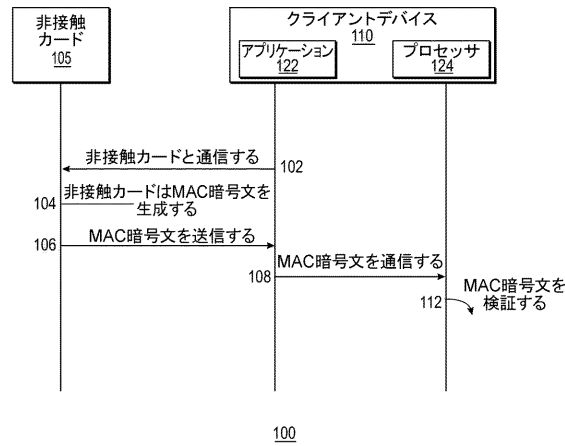 非接触
カード
105
クライアントデバイス
110
アプリケーション
122
プロセッサ
124
非接触カードと通信する
102
104
非接触カードはMAC暗号文を
生成する
106
MAC暗号文を送信する
108
MAC暗号文を通信する
112
MAC暗号文を
検証する
100